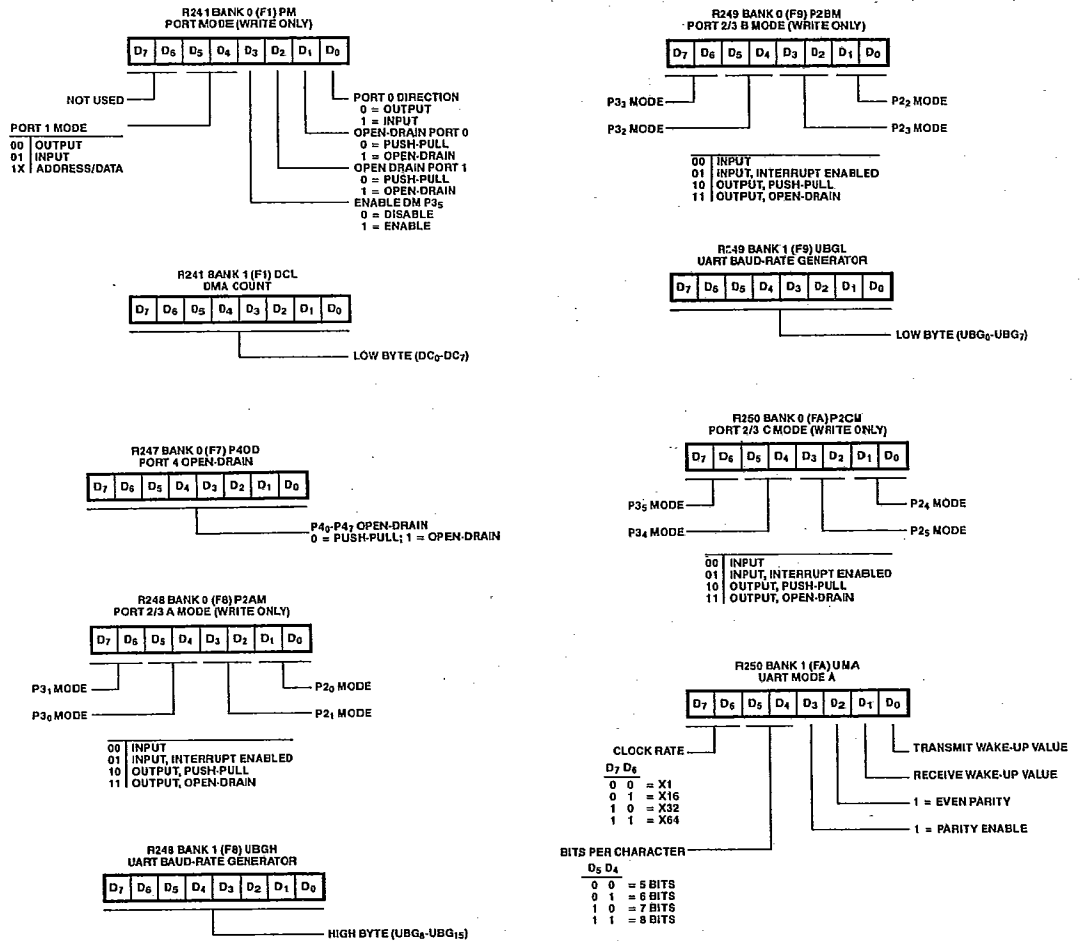 R241 BANK 0 (F1) PM
PORT MODE (WRITE ONLY)
D7 D6 D5 D4 D3 D2 D1 D0
NOT USED
PORT 1 MODE
00 OUTPUT
01 INPUT
1X ADDRESS/DATA
PORT 0 DIRECTION
0 = OUTPUT
1 = INPUT
OPEN-DRAIN PORT 0
0 = PUSH-PULL
1 = OPEN-DRAIN
OPEN DRAIN PORT 1
0 = PUSH-PULL
1 = OPEN-DRAIN
ENABLE DM P35
0 = DISABLE
1 = ENABLE
R241 BANK 1 (F1) DCL
DMA COUNT
D7 D6 D5 D4 D3 D2 D1 D0
LOW BYTE (DC0-DC7)
R247 BANK 0 (F7) P4OD
PORT 4 OPEN-DRAIN
D7 D6 D5 D4 D3 D2 D1 D0
P40-P47 OPEN-DRAIN
0 = PUSH-PULL; 1 = OPEN-DRAIN
R248 BANK 0 (F8) P2AM
PORT 2/3 A MODE (WRITE ONLY)
D7 D6 D5 D4 D3 D2 D1 D0
P31 MODE
P30 MODE
P20 MODE
P21 MODE
00 INPUT
01 INPUT, INTERRUPT ENABLED
10 OUTPUT, PUSH-PULL
11 OUTPUT, OPEN-DRAIN
R248 BANK 1 (F8) UBGH
UART BAUD-RATE GENERATOR
D7 D6 D5 D4 D3 D2 D1 D0
HIGH BYTE (UBG8-UBG15)
R249 BANK 0 (F9) P2BM
PORT 2/3 B MODE (WRITE ONLY)
D7 D6 D5 D4 D3 D2 D1 D0
P33 MODE
P32 MODE
P22 MODE
P23 MODE
00 INPUT
01 INPUT, INTERRUPT ENABLED
10 OUTPUT, PUSH-PULL
11 OUTPUT, OPEN-DRAIN
R249 BANK 1 (F9) UBGL
UART BAUD-RATE GENERATOR
D7 D6 D5 D4 D3 D2 D1 D0
LOW BYTE (UBG0-UBG7)
R250 BANK 0 (FA) P2CM
PORT 2/3 C MODE (WRITE ONLY)
D7 D6 D5 D4 D3 D2 D1 D0
P35 MODE
P34 MODE
P24 MODE
P25 MODE
00 INPUT
01 INPUT, INTERRUPT ENABLED
10 OUTPUT, PUSH-PULL
11 OUTPUT, OPEN-DRAIN
R250 BANK 1 (FA) UMA
UART MODE A
D7 D6 D5 D4 D3 D2 D1 D0
CLOCK RATE
D7 D6
0 0 = X1
0 1 = X16
1 0 = X32
1 1 = X64
BITS PER CHARACTER
D5 D4
0 0 = 5 BITS
0 1 = 6 BITS
1 0 = 7 BITS
1 1 = 8 BITS
TRANSMIT WAKE-UP VALUE
RECEIVE WAKE-UP VALUE
1 = EVEN PARITY
1 = PARITY ENABLE